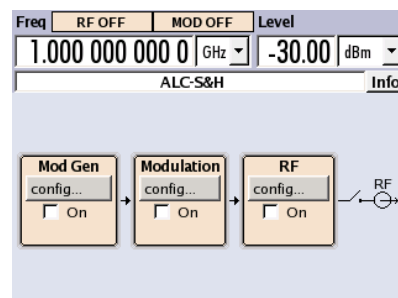 Freq RF OFF MOD OFF Level
1.000 000 000 0 GHz -30.00 dBm
ALC-S&H Info
Mod Gen Modulation RF
config... config... config... RF
On On On